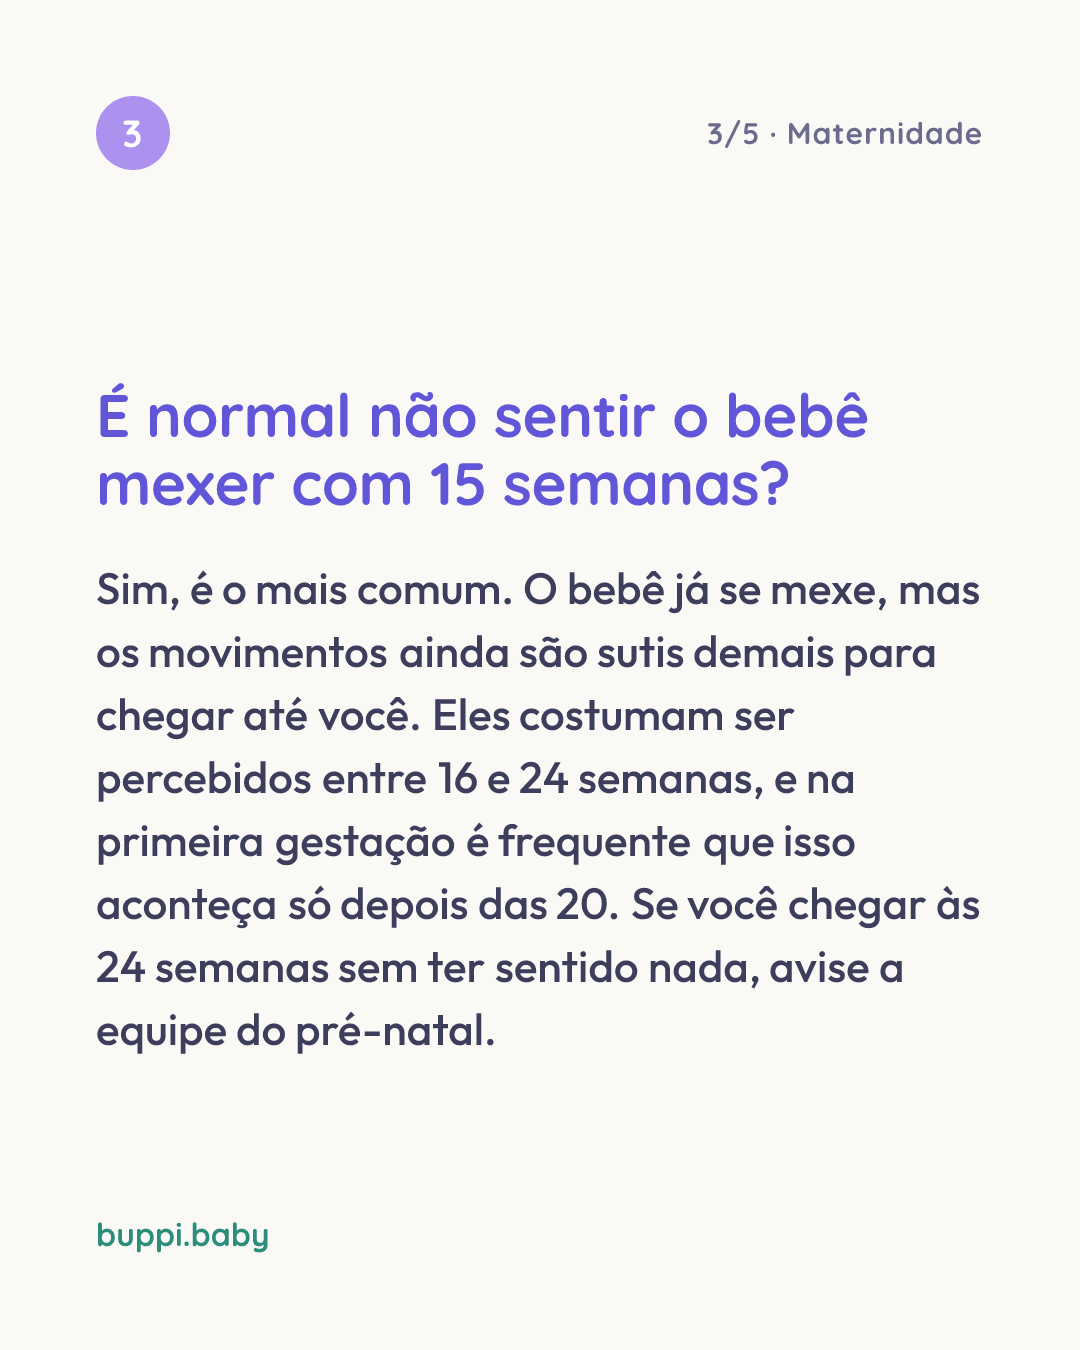 3
3/5 · Maternidade
É normal não sentir o bebê
mexer com 15 semanas?
Sim, é o mais comum. O bebê já se mexe, mas
os movimentos ainda são sutis demais para
chegar até você. Eles costumam ser
percebidos entre 16 e 24 semanas, e na
primeira gestação é frequente que isso
aconteça só depois das 20. Se você chegar às
24 semanas sem ter sentido nada, avise a
equipe do pré-natal.
buppi.baby